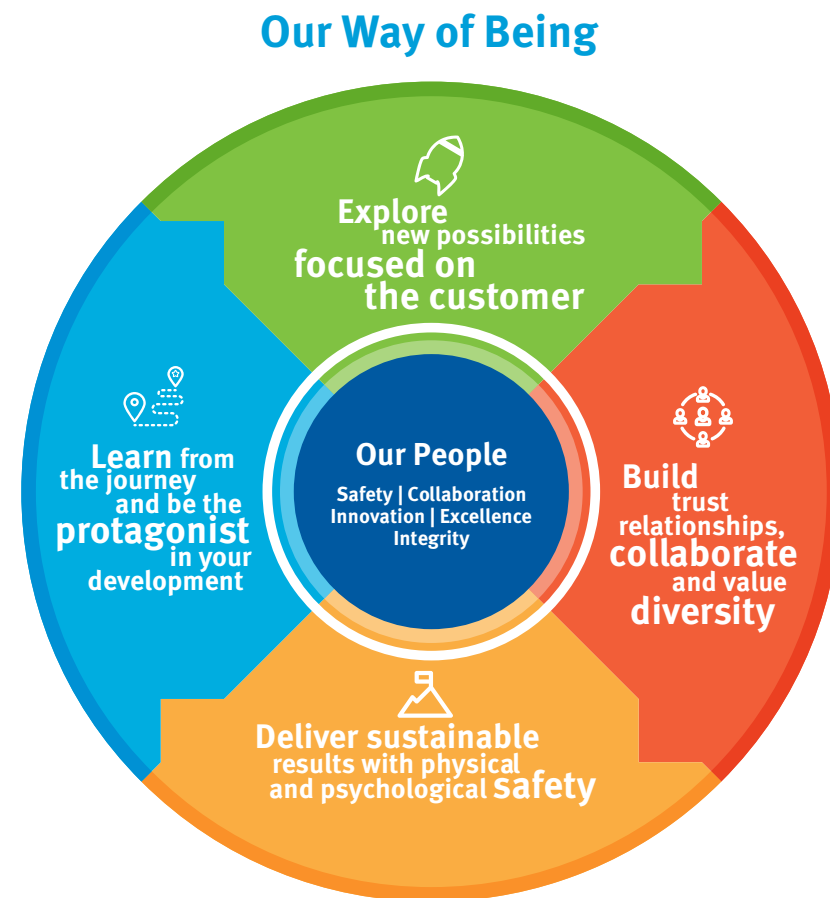 Our Way of Being
Explore
new possibilities
focused on
the customer
Learn from
the journey
and be the
protagonist
in your
development
Our People
Safety | Collaboration
Innovation | Excellence
Integrity
Build
trust
relationships,
collaborate
and value
diversity
Deliver sustainable
results with physical
and psychological safety